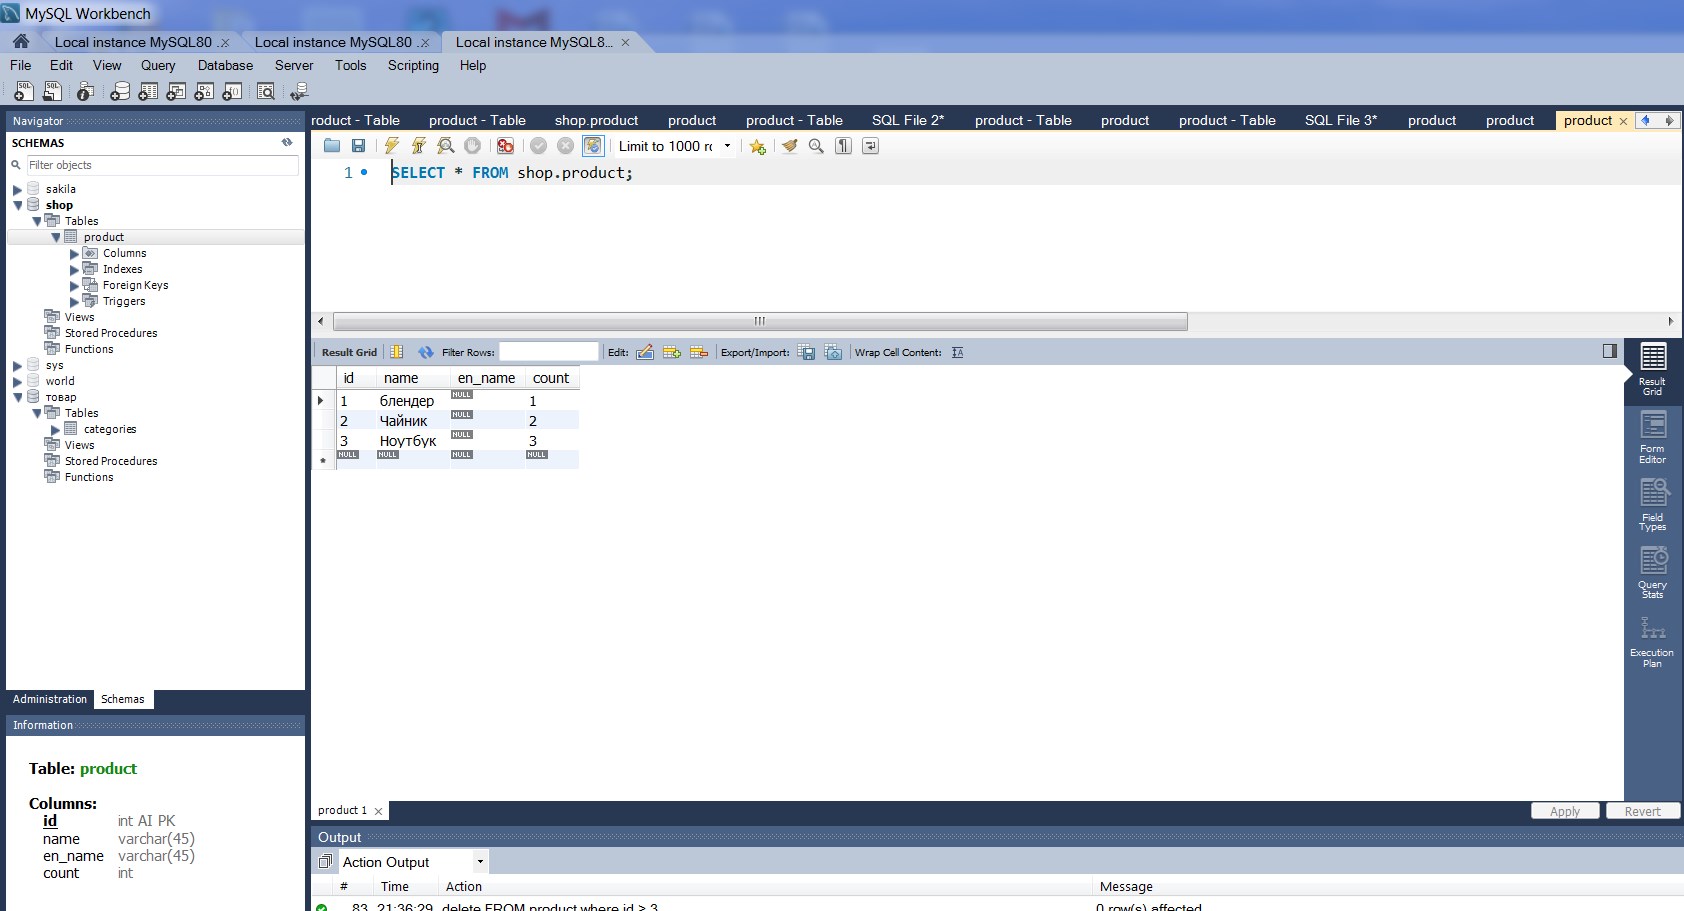 MySQL Workbench
Local instance MySQL80 .x Local instance MySQL80 .x Local instance MySQL8... x
File Edit View Query Database Server Tools Scripting Help
Navigator
SCHEMAS
Filter objects
sakila
shop
Tables
product
Columns
Indexes
Foreign Keys
Triggers
Views
Stored Procedures
Functions
sys
world
товар
Tables
categories
Views
Stored Procedures
Functions
Administration Schemas
Information
Table: product
Columns:
id int AI PK
name varchar(45)
en_name varchar(45)
count int
roduct - Table product - Table shop.product product product - Table SQL File 2* product - Table product product - Table SQL File 3* product product product x
Limit to 1000 rc
1 SELECT * FROM shop.product;
Result Grid Filter Rows: Edit: Export/Import: Wrap Cell Content:
id name en_name count
1 блендер NULL 1
2 Чайник NULL 2
3 Ноутбук NULL 3
NULL NULL NULL NULL
Result Grid
Form Editor
Field Types
Query Stats
Execution Plan
product 1 x Apply Revert
Output
Action Output
# Time Action Message
83 21:36:29 delete FROM product where id > 3 0 row(s) affected